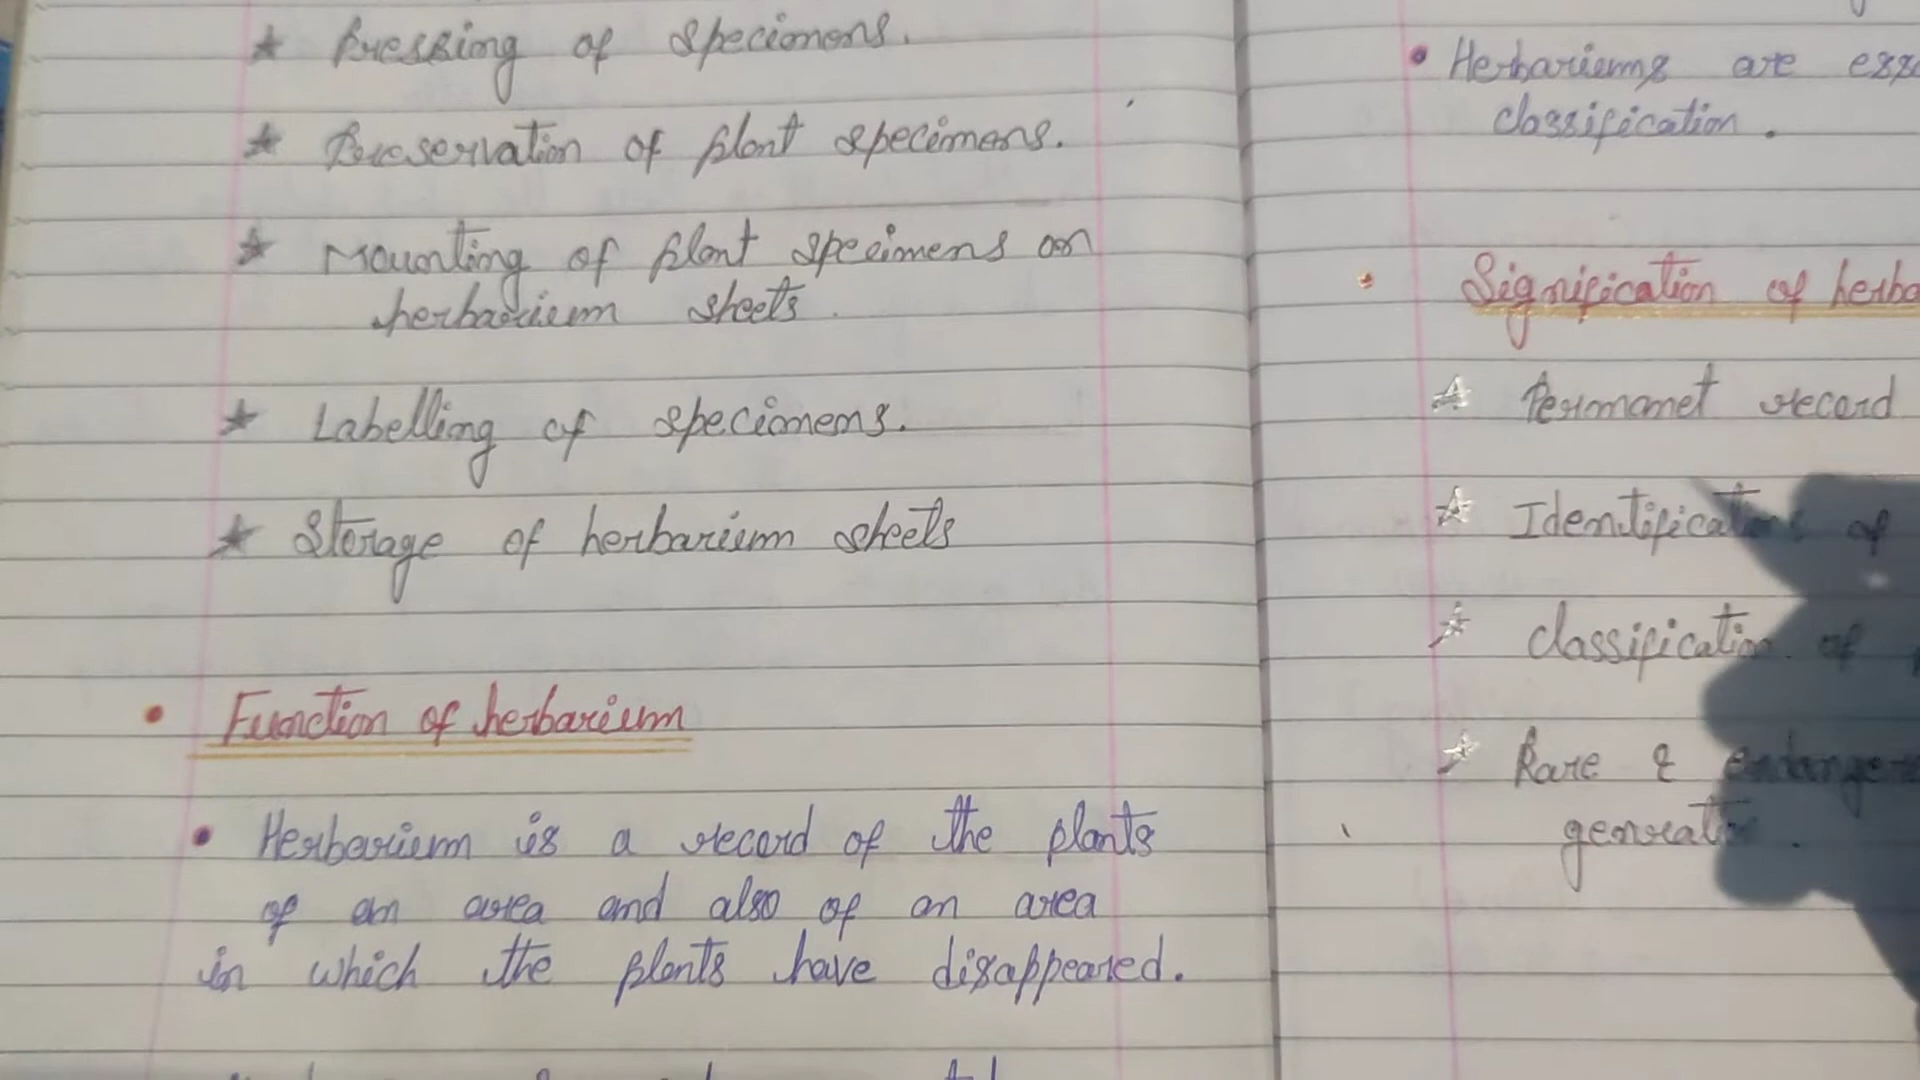 ★ Pressing of specimens.
★ Preservation of plant specimens.
★ Mounting of plant specimens on
herbarium sheets.
★ Labelling of specimens.
★ Storage of herbarium sheets
• Function of herbarium
• Herbarium is a record of the plants
of an area and also of an area
in which the plants have disappeared.
• Herbariums are
classification.
• Signification of
☆ Permanet record
☆ Identification of
☆ classification of
☆ Rare &